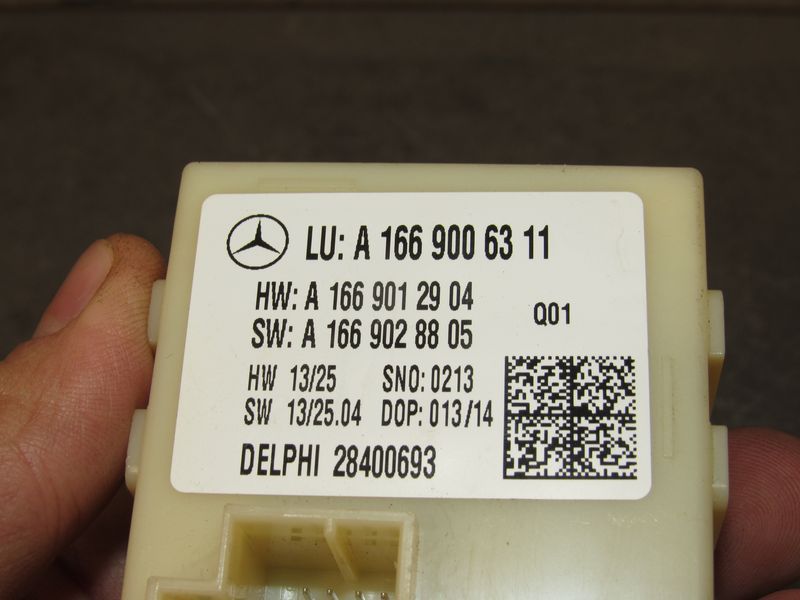 LU: A 166 900 63 11
HW: A 166 901 29 04
SW: A 166 902 88 05
Q01
HW 13/25 SNO: 0213
SW 13/25.04 DOP: 013/14
DELPHI 28400693